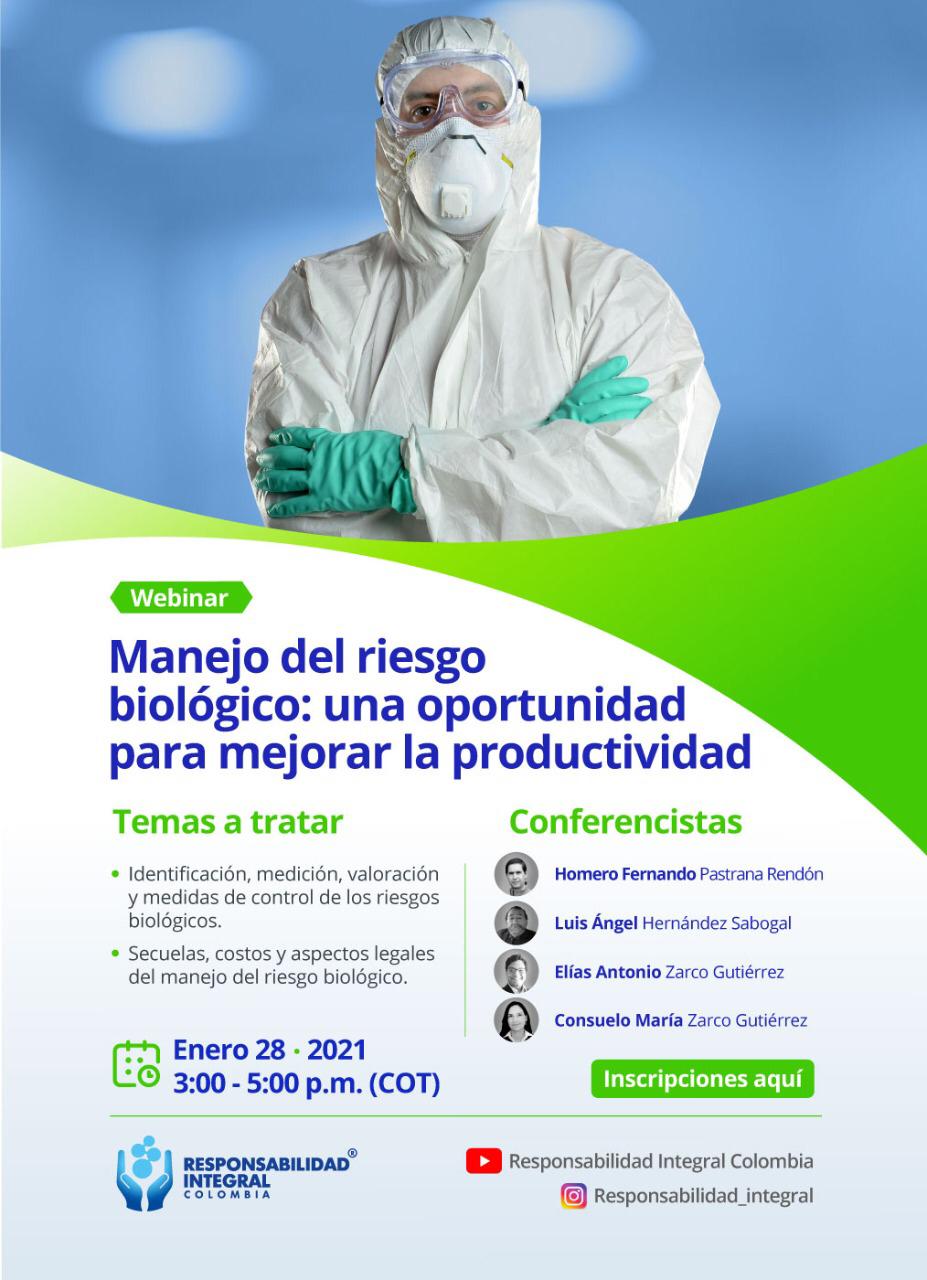 Webinar
Manejo del riesgo
biológico: una oportunidad
para mejorar la productividad
Temas a tratar
• Identificación, medición, valoración
y medidas de control de los riesgos
biológicos.
• Secuelas, costos y aspectos legales
del manejo del riesgo biológico.
Conferencistas
Homero Fernando Pastrana Rendón
Luis Ángel Hernández Sabogal
Elías Antonio Zarco Gutiérrez
Consuelo María Zarco Gutiérrez
Enero 28 · 2021
3:00 - 5:00 p.m. (COT)
Inscripciones aquí
RESPONSABILIDAD®
INTEGRAL
COLOMBIA
Responsabilidad Integral Colombia
Responsabilidad_integral